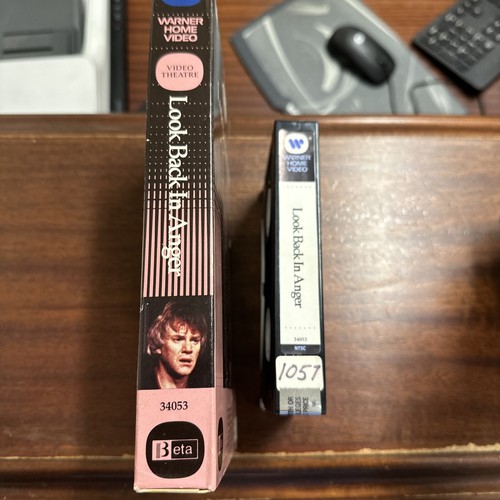 WARNER
HOME
VIDEO
VIDEO
THEATRE
Look Back In Anger
34053
Beta
WARNER
HOME
VIDEO
Look Back In Anger
34053
NTSC
1057